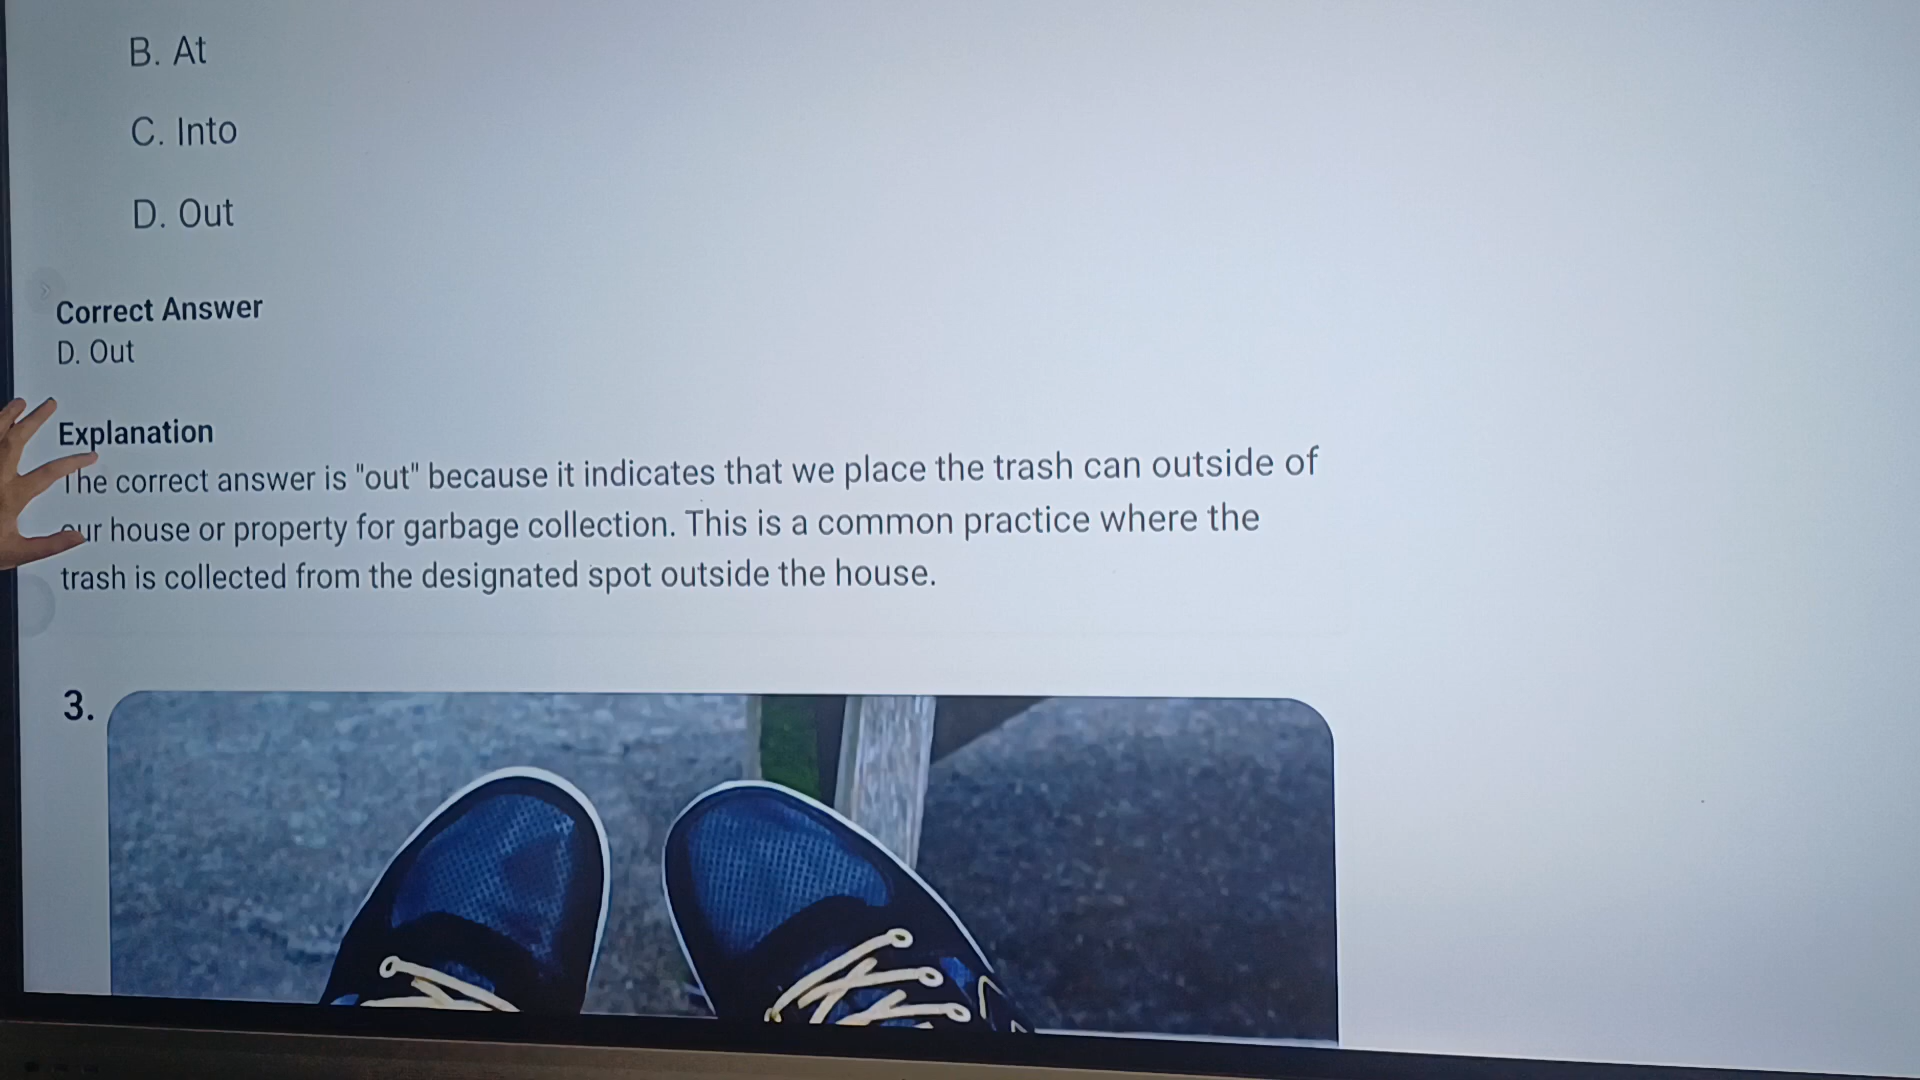 B. At
C. Into
D. Out
Correct Answer
D. Out
Explanation
The correct answer is "out" because it indicates that we place the trash can outside of
our house or property for garbage collection. This is a common practice where the
trash is collected from the designated spot outside the house.
3.